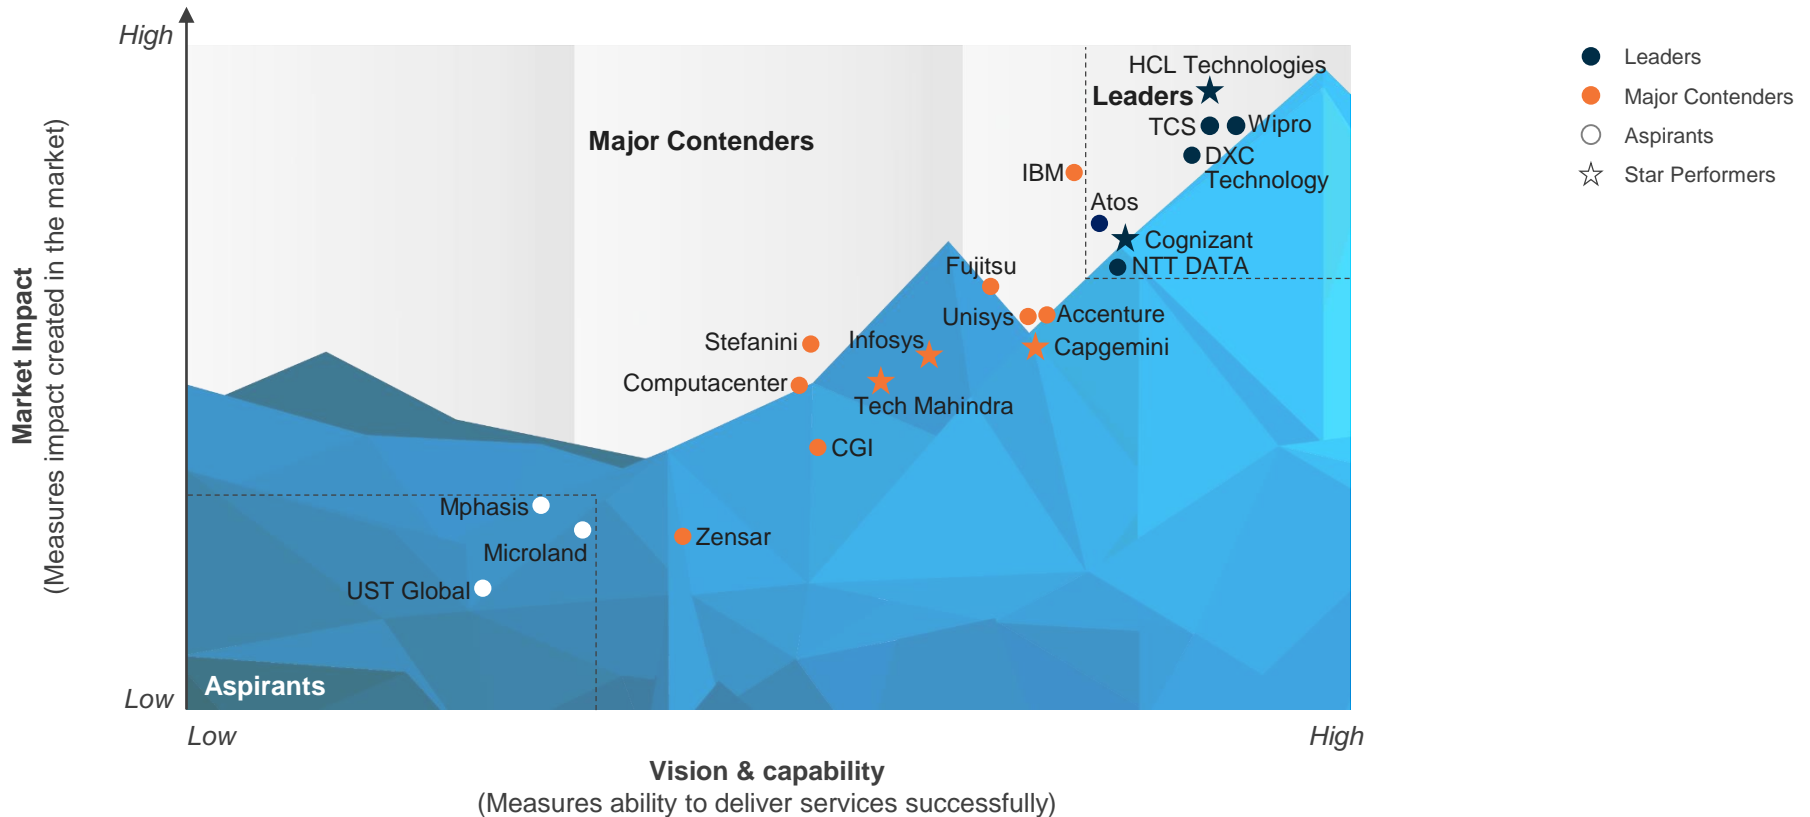 High
HCL Technologies
Leaders
Leaders
TCS
Wipro
Major Contenders
Major Contenders
DXC
Technology
Aspirants
IBM
Star Performers
Atos
Cognizant
NTT DATA
Fujitsu
Unisys
Accenture
Stefanini
Infosys
Capgemini
Computacenter
Tech Mahindra
CGI
Mphasis
Zensar
Microland
UST Global
Aspirants
Low
Market Impact
(Measures impact created in the market)
Low
High
Vision & capability
(Measures ability to deliver services successfully)